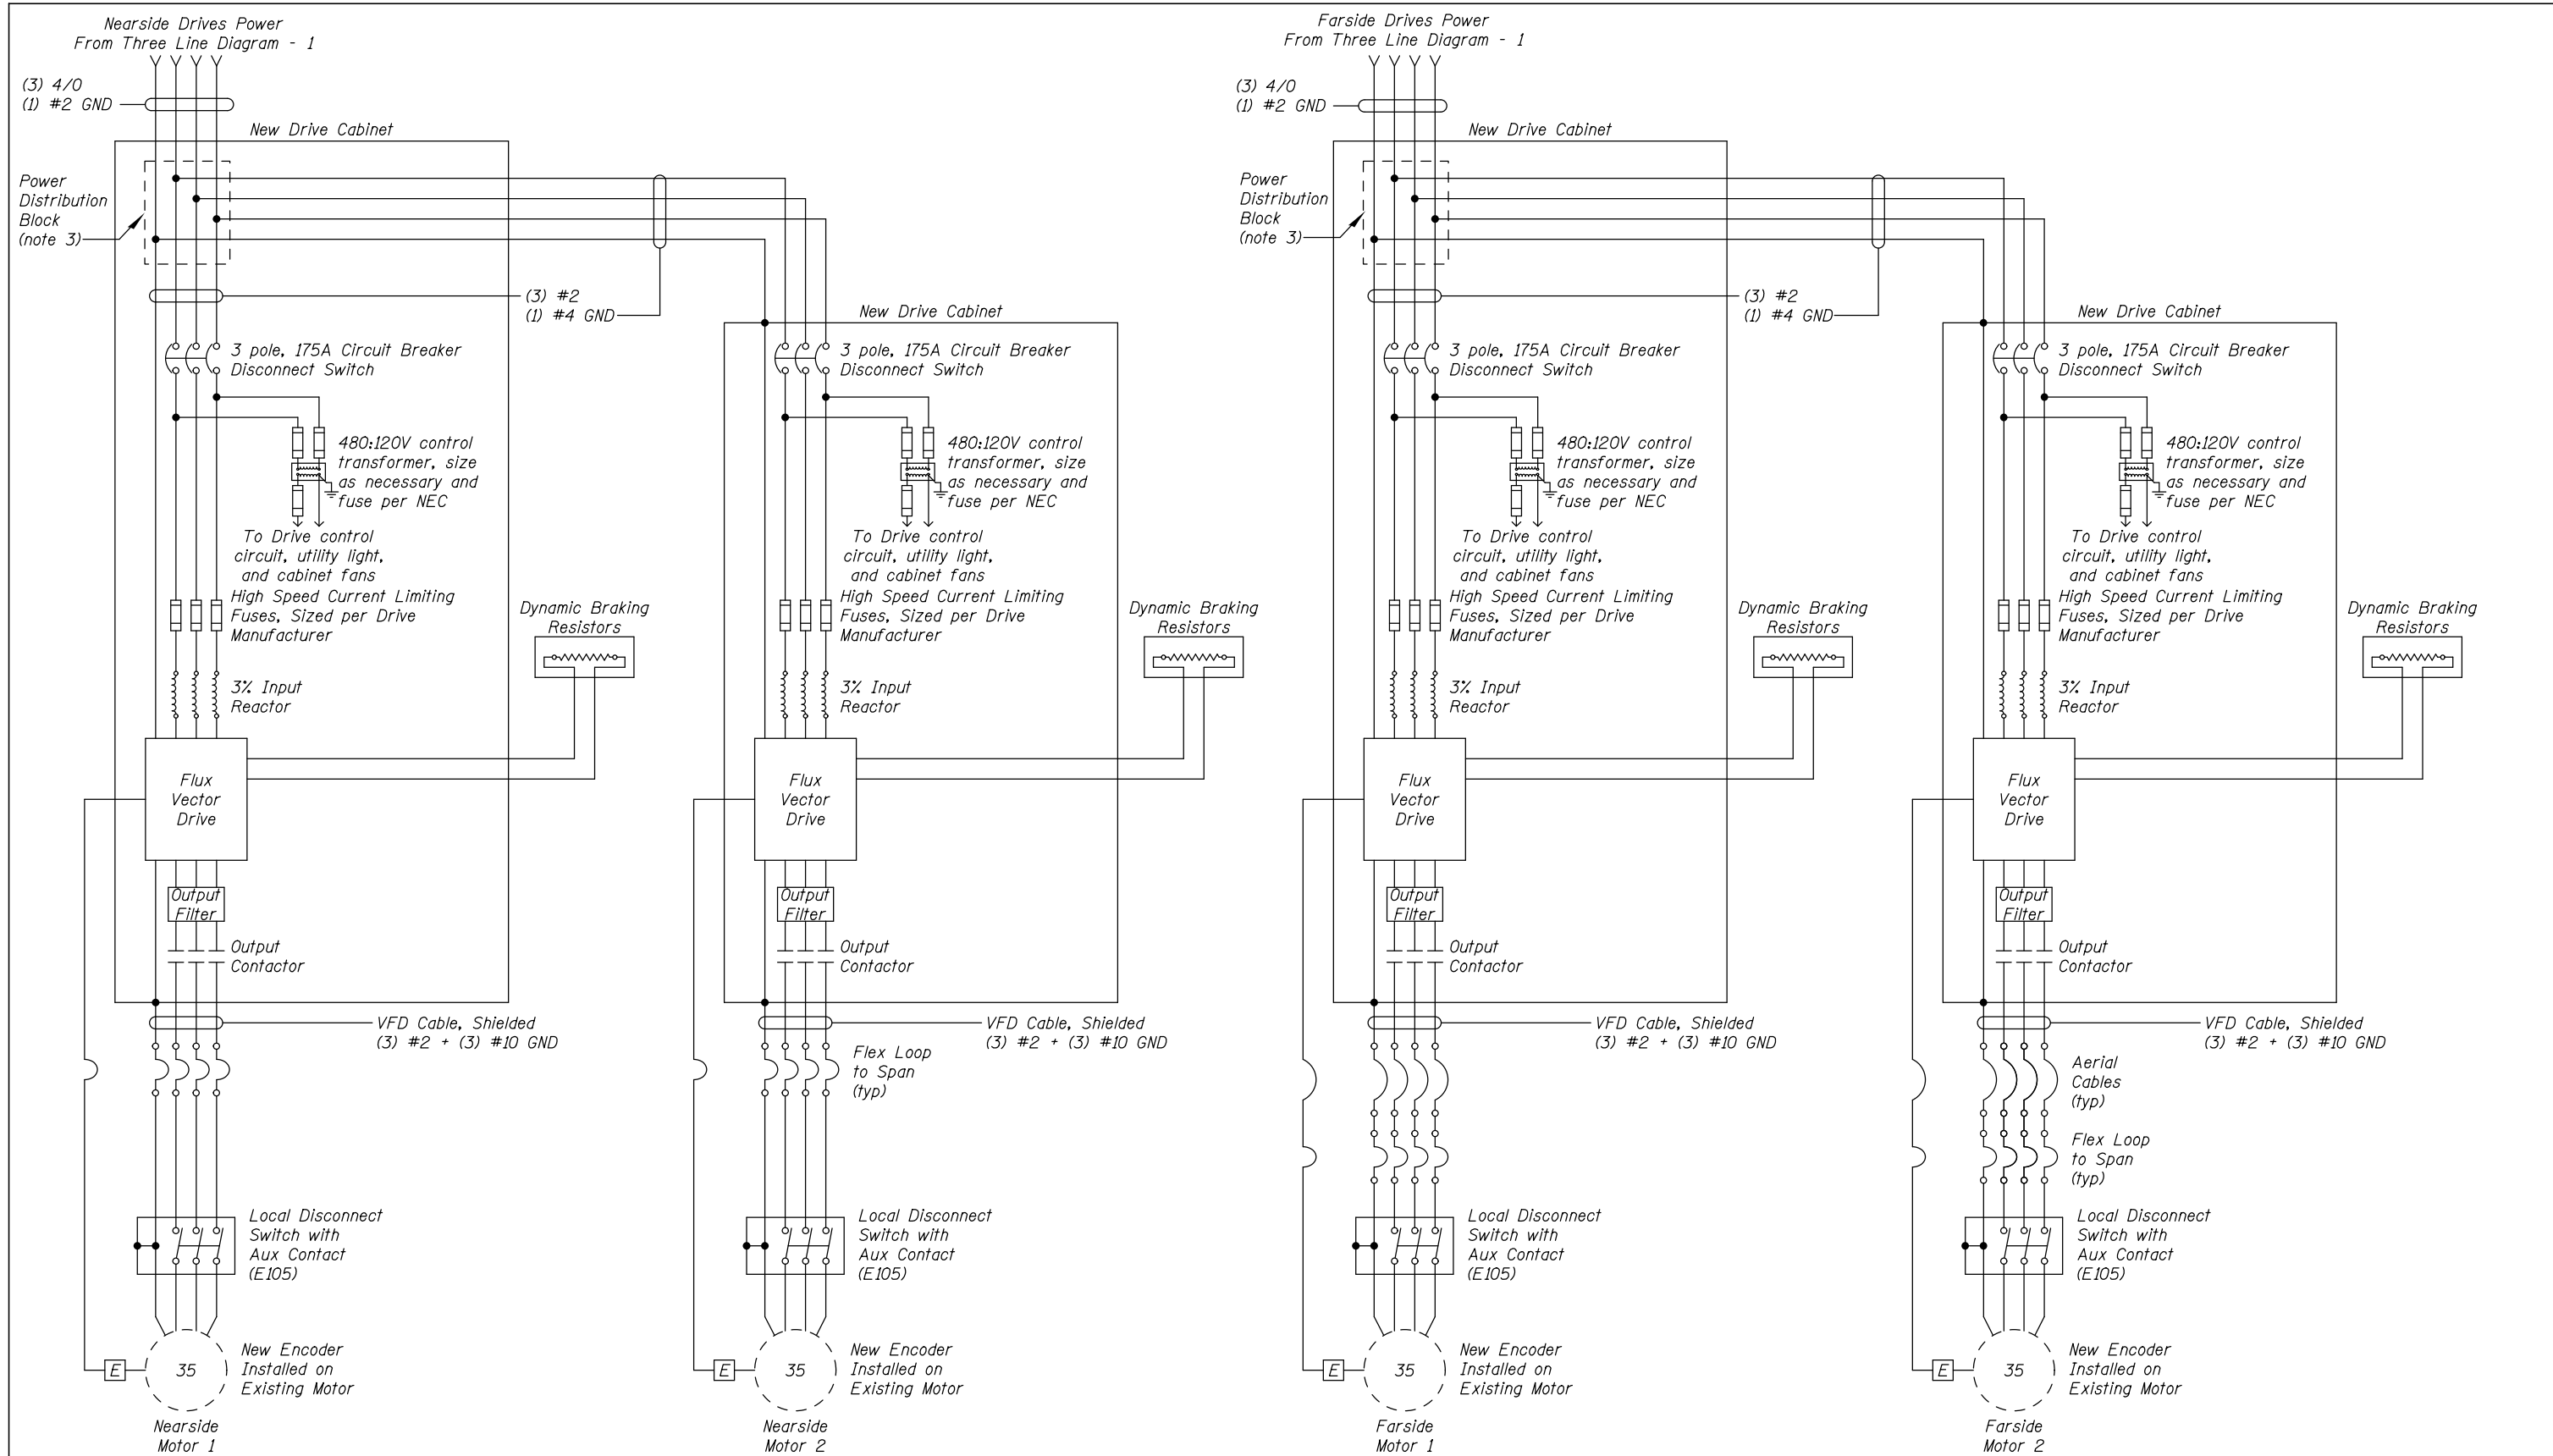 Nearside Drives Power
From Three Line Diagram - 1
(3) 4/0
(1) #2 GND
New Drive Cabinet
Power
Distribution
Block
(note 3)
(3) #2
(1) #4 GND
3 pole, 175A Circuit Breaker
Disconnect Switch
480:120V control
transformer, size
as necessary and
fuse per NEC
To Drive control
circuit, utility light,
and cabinet fans
High Speed Current Limiting
Fuses, Sized per Drive
Manufacturer
Dynamic Braking
Resistors
3% Input
Reactor
Flux
Vector
Drive
Output
Filter
Output
Contactor
VFD Cable, Shielded
(3) #2 + (3) #10 GND
Local Disconnect
Switch with
Aux Contact
(E105)
E
35
New Encoder
Installed on
Existing Motor
Nearside
Motor 1
New Drive Cabinet
3 pole, 175A Circuit Breaker
Disconnect Switch
480:120V control
transformer, size
as necessary and
fuse per NEC
To Drive control
circuit, utility light,
and cabinet fans
High Speed Current Limiting
Fuses, Sized per Drive
Manufacturer
Dynamic Braking
Resistors
3% Input
Reactor
Flux
Vector
Drive
Output
Filter
Output
Contactor
VFD Cable, Shielded
(3) #2 + (3) #10 GND
Flex Loop
to Span
(typ)
Local Disconnect
Switch with
Aux Contact
(E105)
E
35
New Encoder
Installed on
Existing Motor
Nearside
Motor 2
Farside Drives Power
From Three Line Diagram - 1
(3) 4/0
(1) #2 GND
New Drive Cabinet
Power
Distribution
Block
(note 3)
(3) #2
(1) #4 GND
3 pole, 175A Circuit Breaker
Disconnect Switch
480:120V control
transformer, size
as necessary and
fuse per NEC
To Drive control
circuit, utility light,
and cabinet fans
High Speed Current Limiting
Fuses, Sized per Drive
Manufacturer
Dynamic Braking
Resistors
3% Input
Reactor
Flux
Vector
Drive
Output
Filter
Output
Contactor
VFD Cable, Shielded
(3) #2 + (3) #10 GND
Local Disconnect
Switch with
Aux Contact
(E105)
E
35
New Encoder
Installed on
Existing Motor
Farside
Motor 1
New Drive Cabinet
3 pole, 175A Circuit Breaker
Disconnect Switch
480:120V control
transformer, size
as necessary and
fuse per NEC
To Drive control
circuit, utility light,
and cabinet fans
High Speed Current Limiting
Fuses, Sized per Drive
Manufacturer
Dynamic Braking
Resistors
3% Input
Reactor
Flux
Vector
Drive
Output
Filter
Output
Contactor
VFD Cable, Shielded
(3) #2 + (3) #10 GND
Aerial
Cables
(typ)
Flex Loop
to Span
(typ)
Local Disconnect
Switch with
Aux Contact
(E105)
E
35
New Encoder
Installed on
Existing Motor
Farside
Motor 2